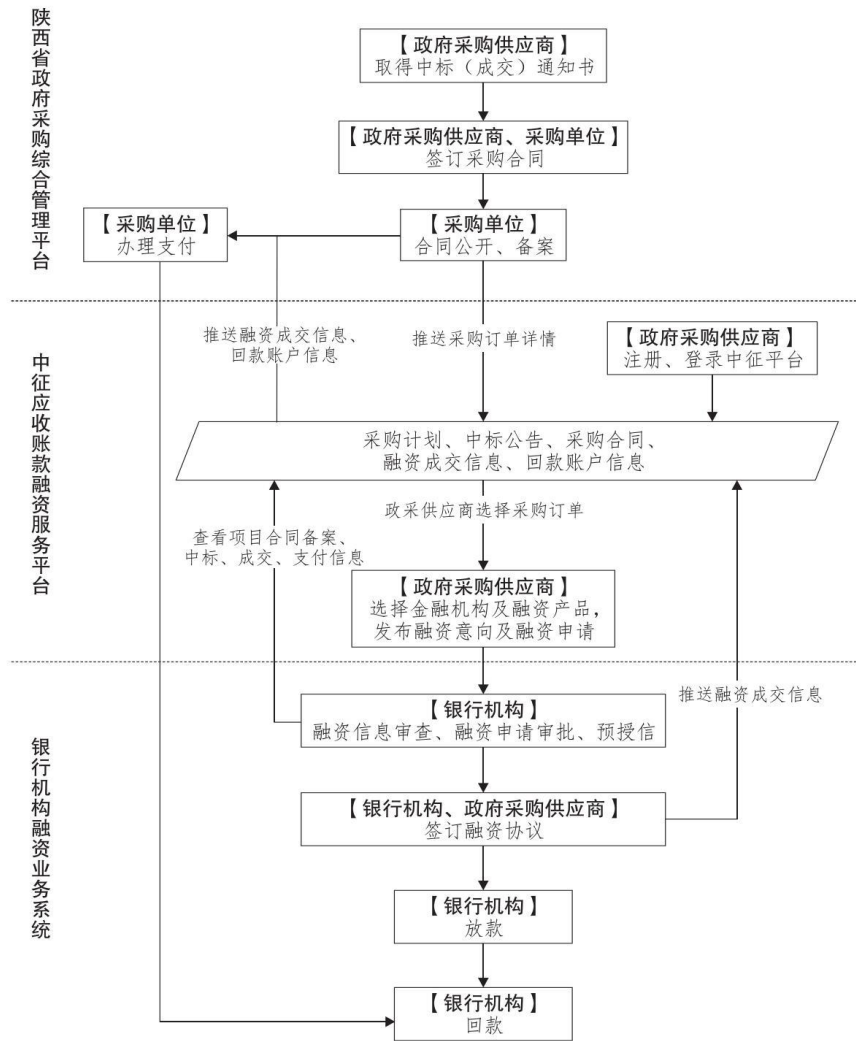 陕西省政府采购综合管理平台
【政府采购供应商】
取得中标（成交）通知书
【政府采购供应商、采购单位】
签订采购合同
【采购单位】
办理支付
【采购单位】
合同公开、备案
中征应收账款融资服务平台
推送融资成交信息、
回款账户信息
推送采购订单详情
【政府采购供应商】
注册、登录中征平台
采购计划、中标公告、采购合同、
融资成交信息、回款账户信息
查看项目合同备案、
中标、成交、支付信息
政采供应商选择采购订单
【政府采购供应商】
选择金融机构及融资产品，
发布融资意向及融资申请
银行机构融资业务系统
【银行机构】
融资信息审查、融资申请审批、预授信
推送融资成交信息
【银行机构、政府采购供应商】
签订融资协议
【银行机构】
放款
【银行机构】
回款